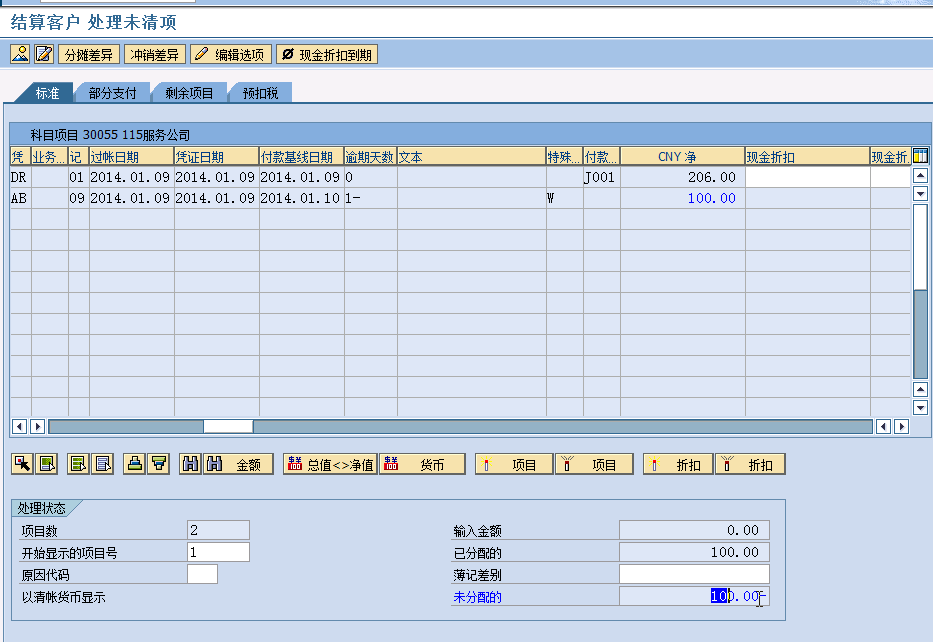 结算客户 处理未清项
分摊差异 冲销差异 编辑选项 现金折扣到期
标准 部分支付 剩余项目 预扣税
科目项目 30055 115服务公司
凭 业务... 记 过帐日期 凭证日期 付款基线日期 逾期天数 文本 特殊... 付款... CNY 净 现金折扣 现金折.
DR 01 2014.01.09 2014.01.09 2014.01.09 0 J001 206.00
AB 09 2014.01.09 2014.01.09 2014.01.10 1- W 100.00
金额 总值<>净值 货币 项目 项目 折扣 折扣
处理状态
项目数 2 输入金额 0.00
开始显示的项目号 1 已分配的 100.00
原因代码 薄记差别
以清帐货币显示 未分配的 100.00-